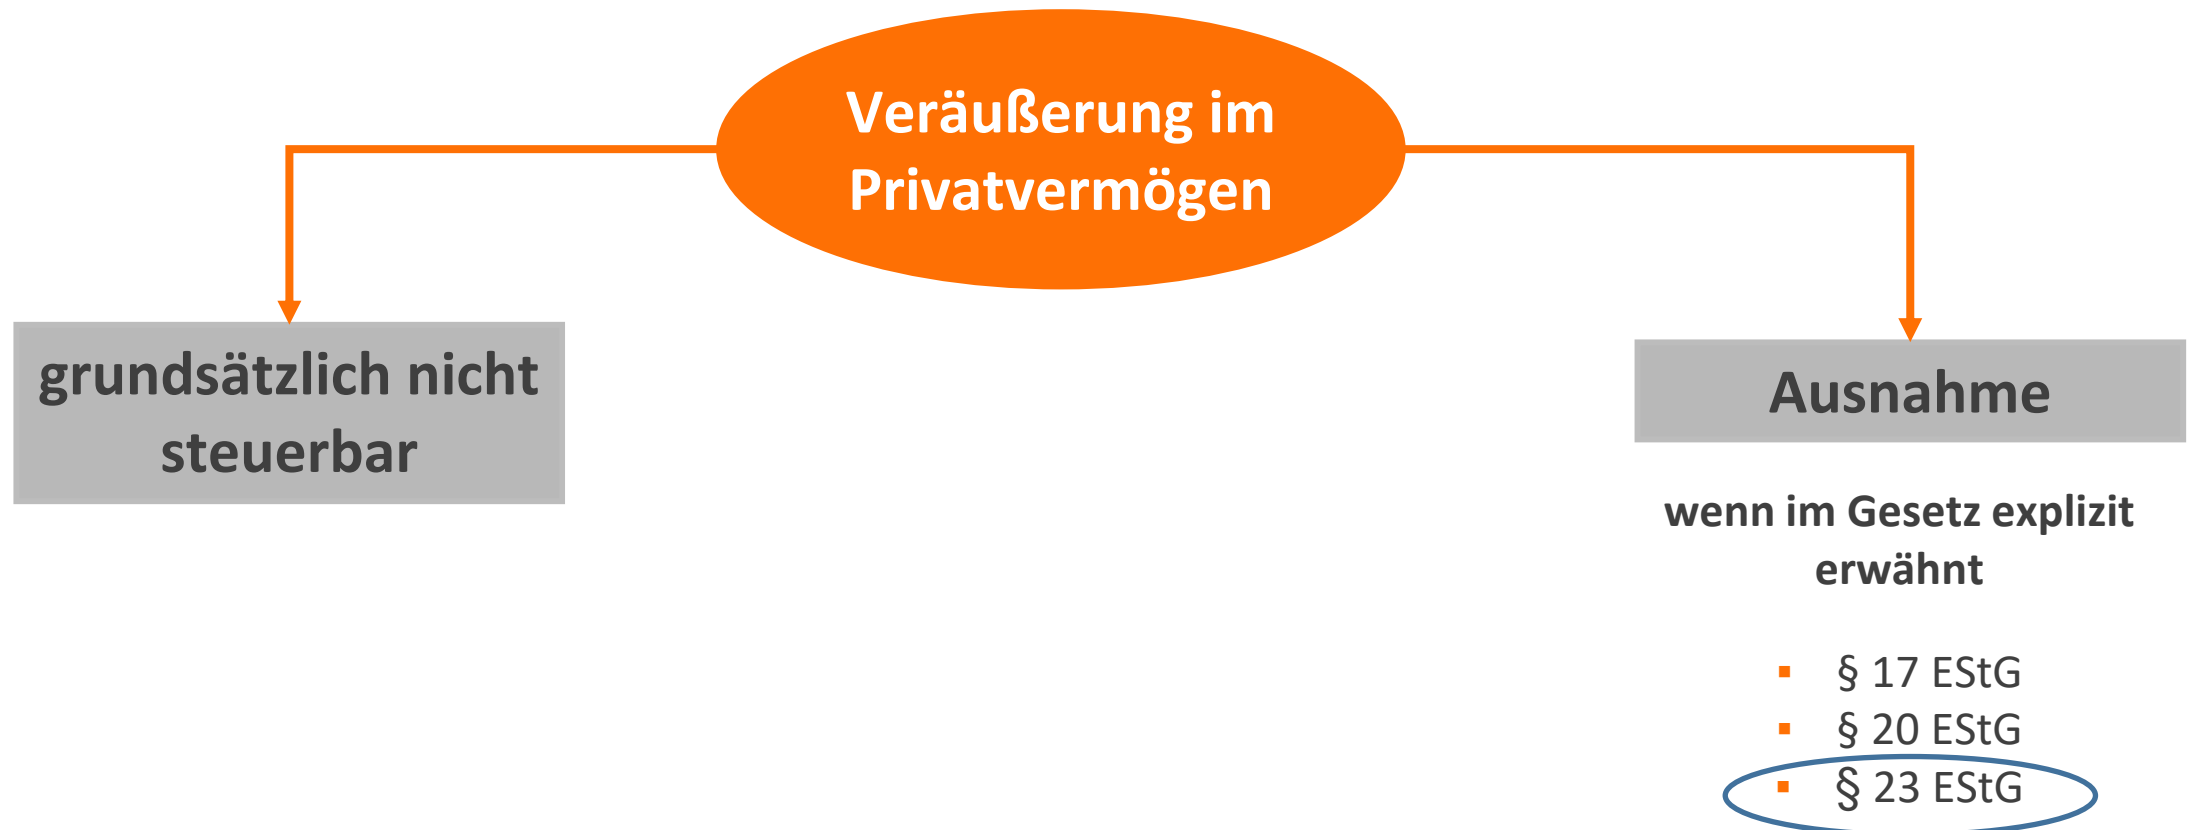 Veräußerung im
Privatvermögen
grundsätzlich nicht
steuerbar
Ausnahme
wenn im Gesetz explizit
erwähnt
▪ § 17 EStG
▪ § 20 EStG
▪ § 23 EStG